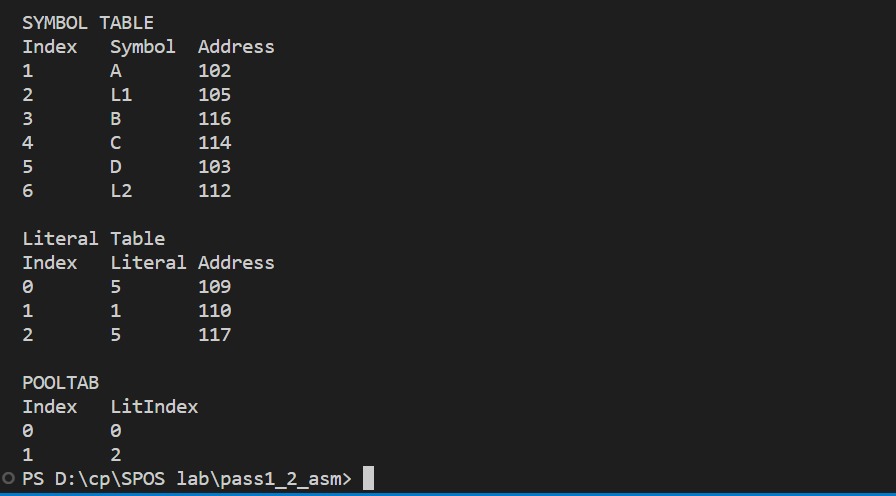 SYMBOL TABLE
Index Symbol Address
1 A 102
2 L1 105
3 B 116
4 C 114
5 D 103
6 L2 112
Literal Table
Index Literal Address
0 5 109
1 1 110
2 5 117
POOLTAB
Index LitIndex
0 0
1 2
PS D:\cp\SPOS lab\pass1_2_asm>